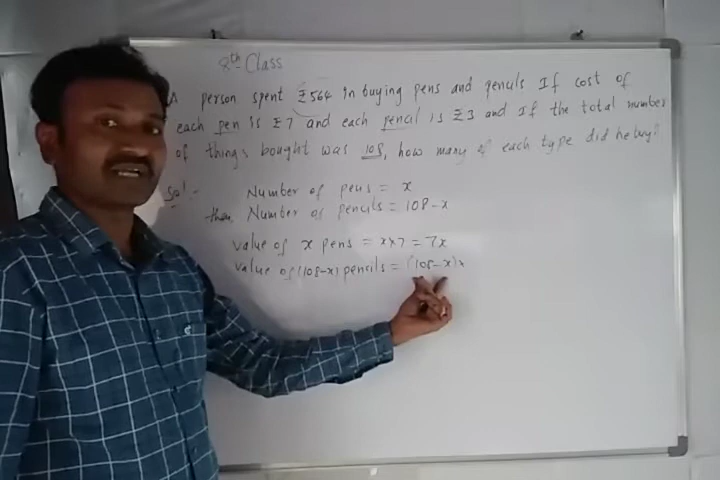 8th Class
A person spent ₹564 in buying pens and pencils If cost of
each pen is ₹7 and each pencil is ₹3 and If the total number
of things bought was 108, how many of each type did he buy?
Sol:-
Number of pens = x
then, Number of pencils = 108-x
value of x pens = x×7 = 7x
value of (108-x) pencils = (108-x)×